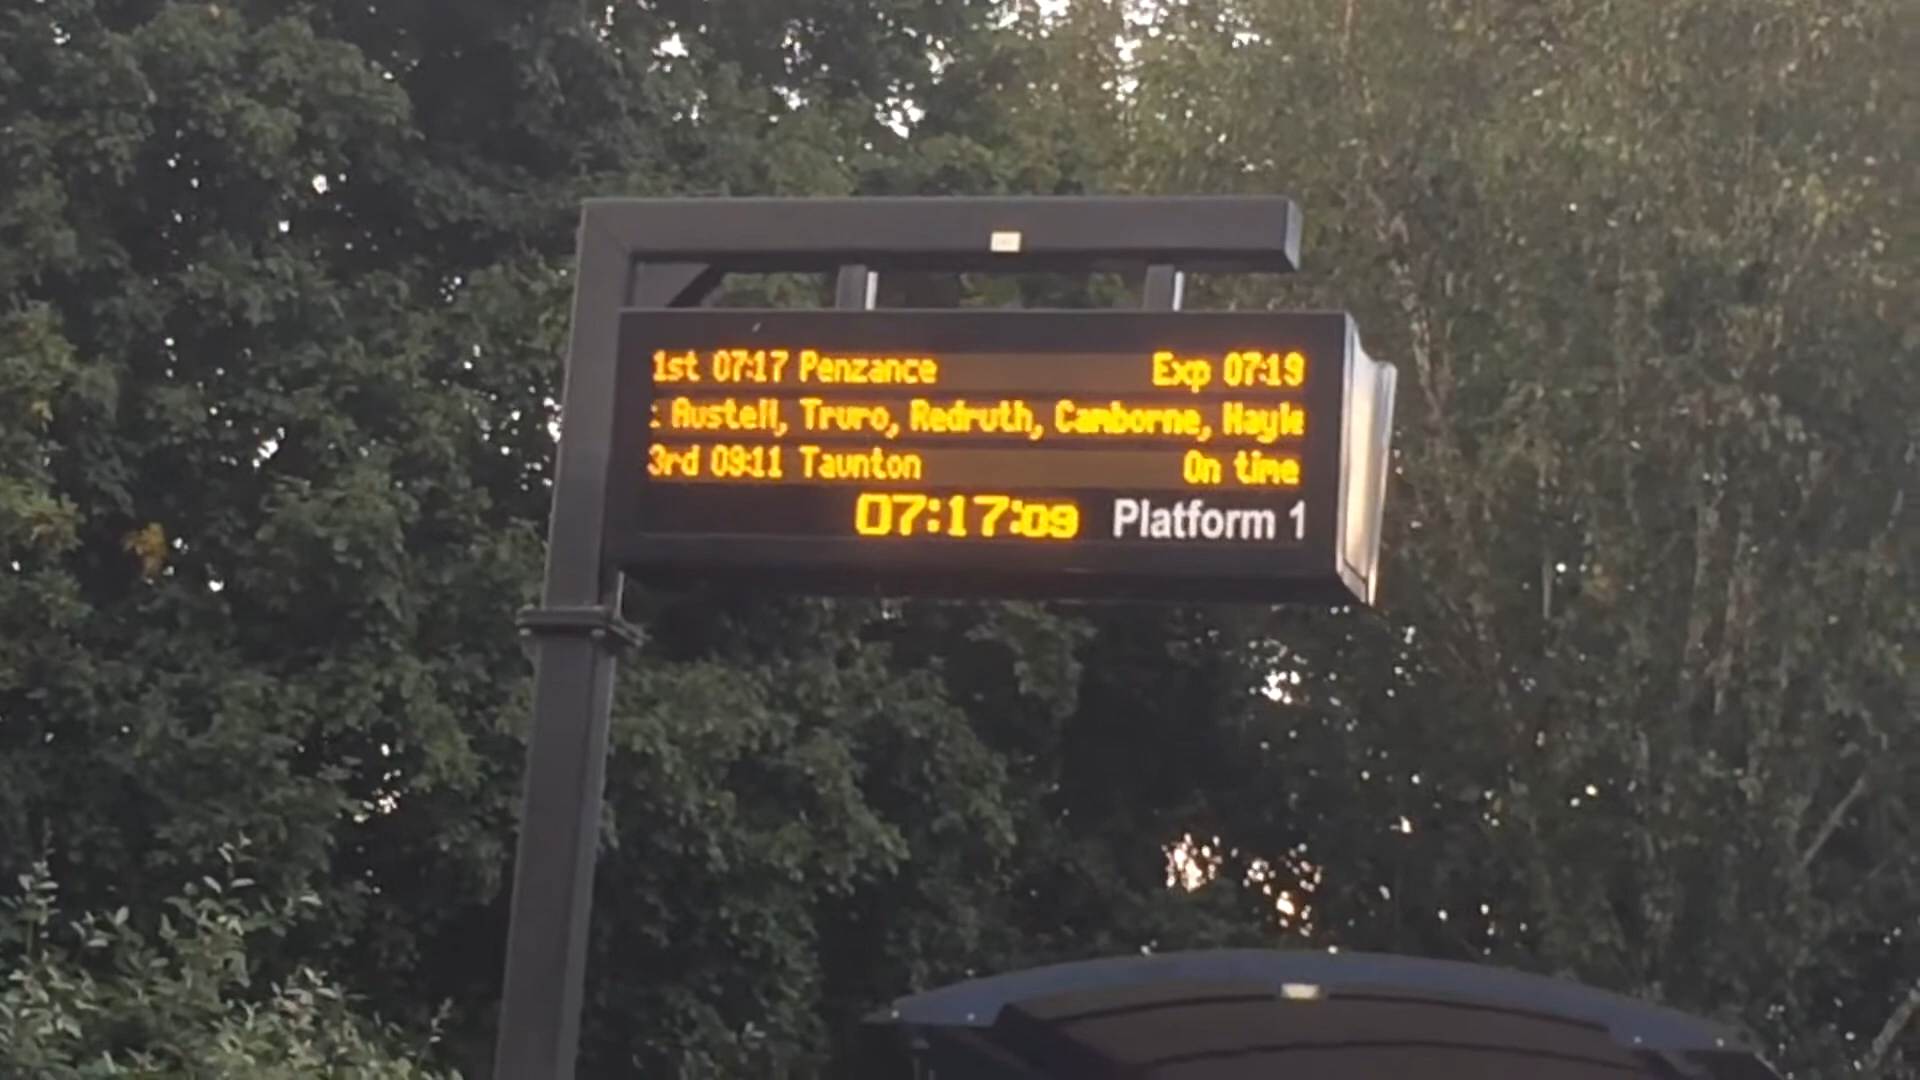 1st 07:17 Penzance Exp 07:19
Austell, Truro, Redruth, Camborne, Hayle
3rd 09:11 Taunton On time
07:17:09 Platform 1